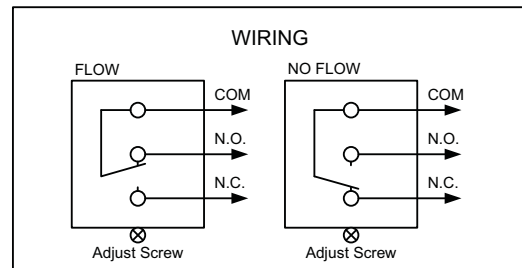 WIRING
FLOW
COM
N.O.
N.C.
Adjust Screw
NO FLOW
COM
N.O.
N.C.
Adjust Screw